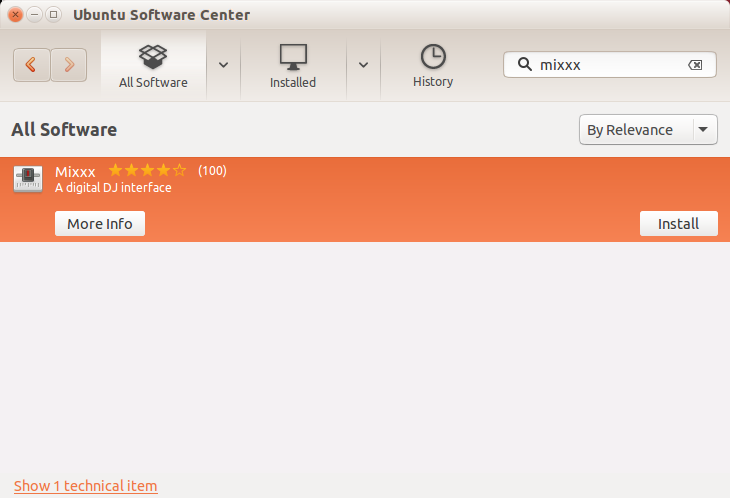 Ubuntu Software Center
All Software
Installed
History
mixxx
All Software
By Relevance
Mixxx (100)
A digital DJ interface
More Info
Install
Show 1 technical item